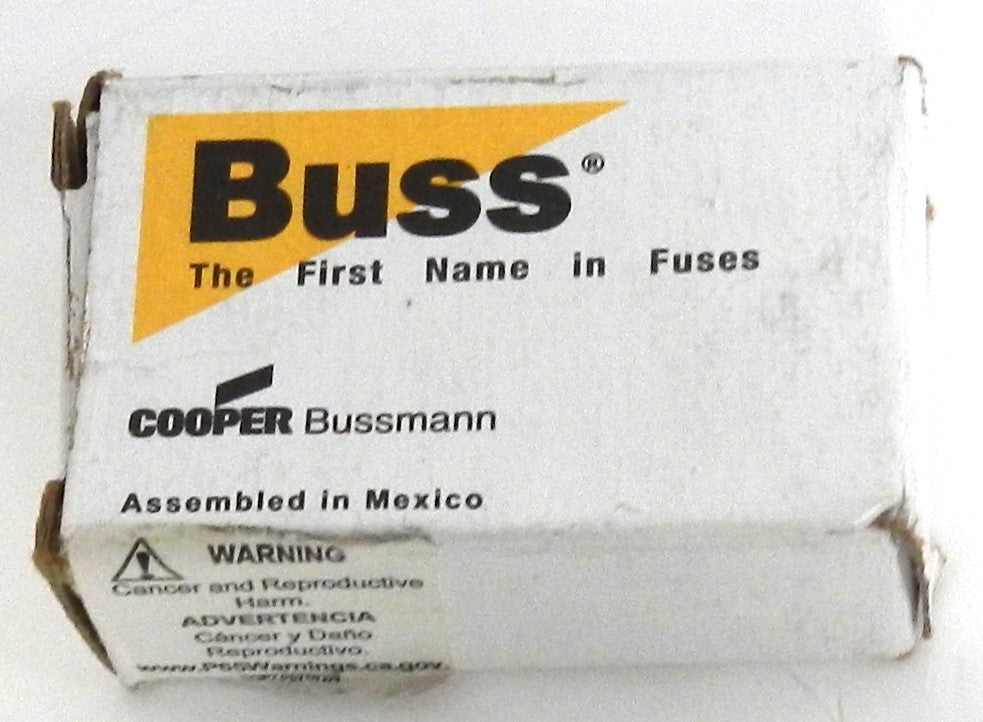 Buss®
The First Name in Fuses
COOPER Bussmann
Assembled in Mexico
WARNING
Cancer and Reproductive
Harm.
ADVERTENCIA
Cáncer y Daño
Reproductivo.
www.P65Warnings.ca.gov.